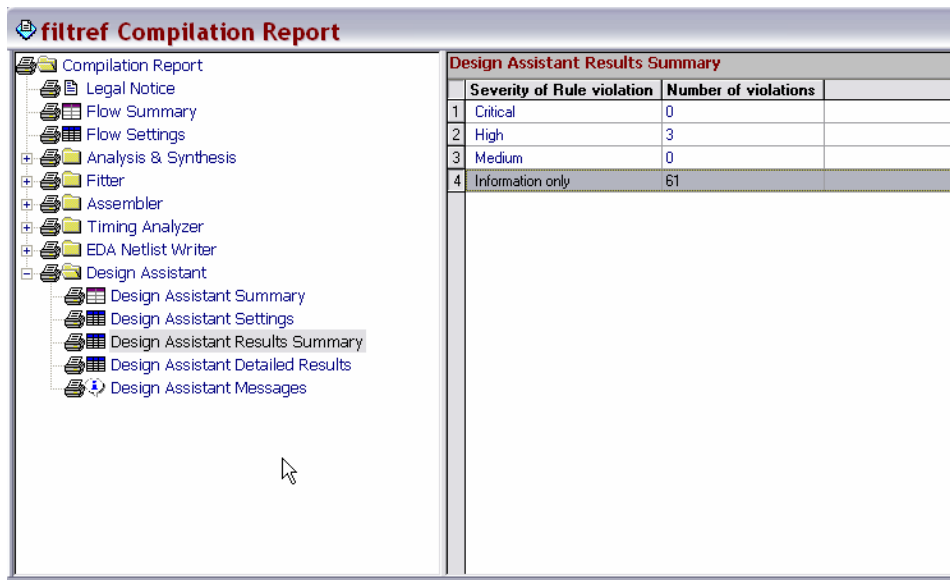 filtref Compilation Report
Compilation Report
Legal Notice
Flow Summary
Flow Settings
Analysis & Synthesis
Fitter
Assembler
Timing Analyzer
EDA Netlist Writer
Design Assistant
Design Assistant Summary
Design Assistant Settings
Design Assistant Results Summary
Design Assistant Detailed Results
Design Assistant Messages
Design Assistant Results Summary
Severity of Rule violation Number of violations
1 Critical 0
2 High 3
3 Medium 0
4 Information only 61